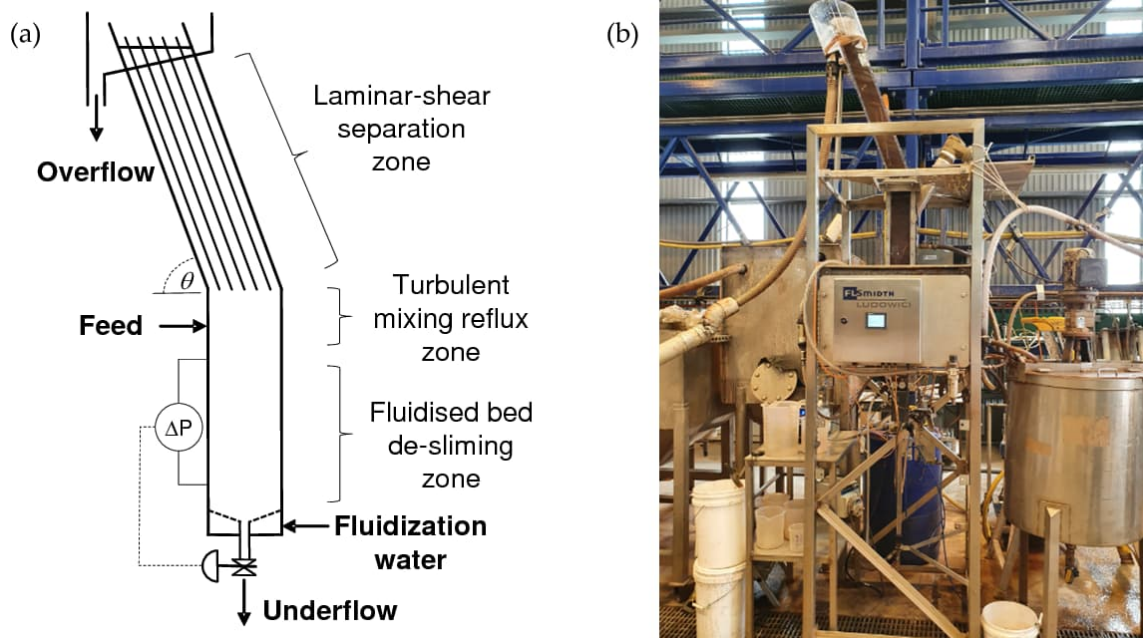 (a)
Overflow
Laminar-shear
separation
zone
θ
Feed
Turbulent
mixing reflux
zone
ΔP
Fluidised bed
de-sliming
zone
Fluidization
water
Underflow
(b)
FLSMIDTH
LUDOWICI